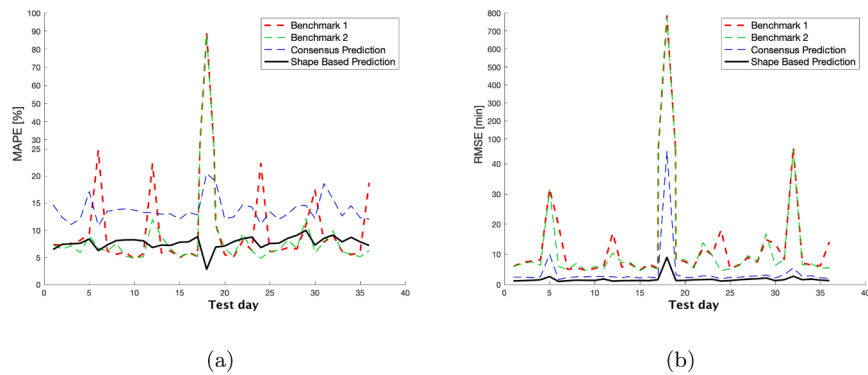 100
90
80
70
60
50
40
30
25
20
15
10
5
0
MAPE [%]
0 5 10 15 20 25 30 35 40
Test day
Benchmark 1
Benchmark 2
Consensus Prediction
Shape Based Prediction
(a)
800
700
600
500
400
300
200
100
40
30
20
10
0
RMSE [min]
0 5 10 15 20 25 30 35 40
Test day
Benchmark 1
Benchmark 2
Consensus Prediction
Shape Based Prediction
(b)